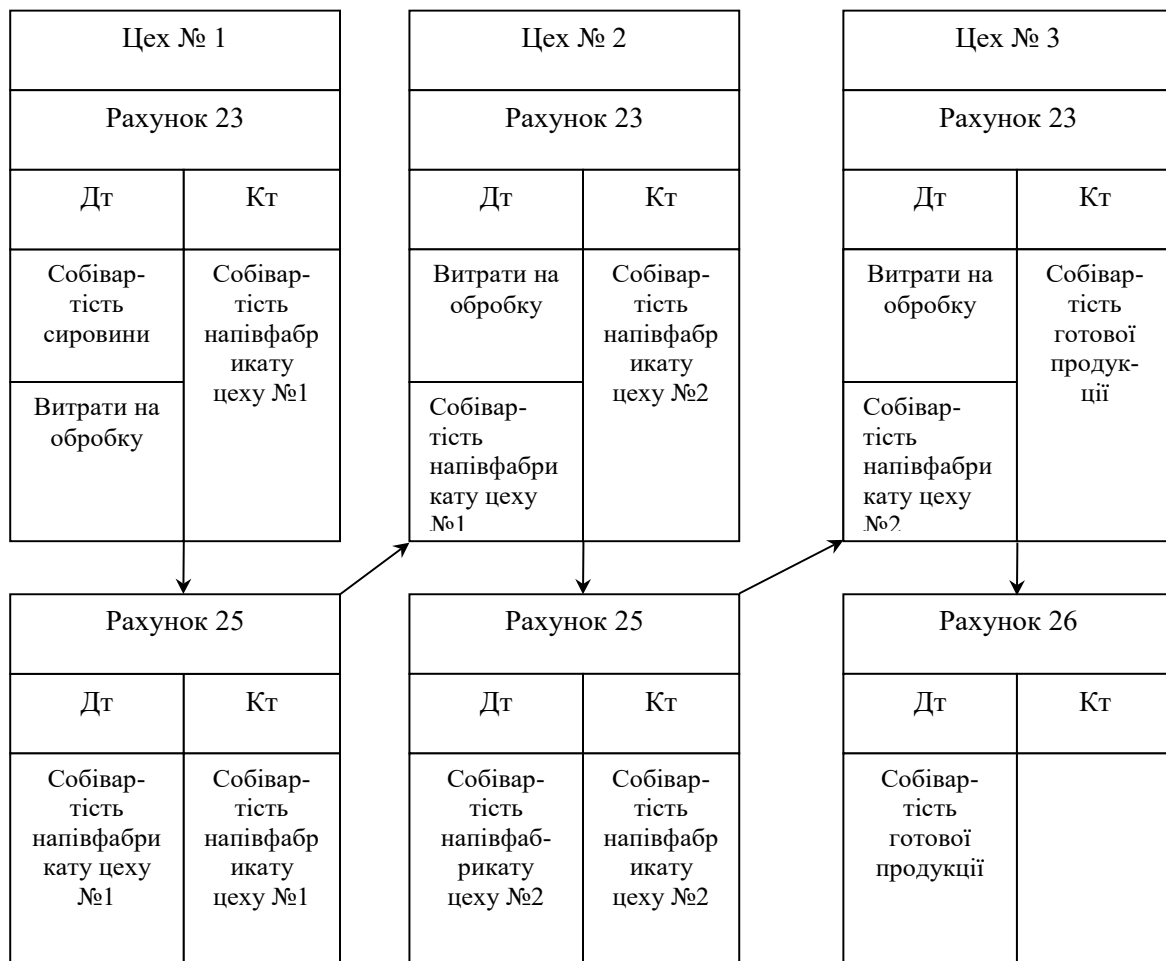 Цех № 1
Рахунок 23
Дт
Кт
Собівар-
тість
сировини
Витрати на
обробку
Собівар-
тість
напівфабр
икату
цеху №1
Цех № 2
Рахунок 23
Дт
Кт
Витрати на
обробку
Собівар-
тість
напівфабри
кату цеху
№1
Собівар-
тість
напівфабр
икату
цеху №2
Цех № 3
Рахунок 23
Дт
Кт
Витрати на
обробку
Собівар-
тість
напівфабри
кату цеху
№2
Собівар-
тість
готової
продук-
ції
Рахунок 25
Дт
Кт
Собівар-
тість
напівфабри
кату цеху
№1
Собівар-
тість
напівфабр
икату
цеху №1
Рахунок 25
Дт
Кт
Собівар-
тість
напівфаб-
рикату
цеху №2
Собівар-
тість
напівфабр
икату
цеху №2
Рахунок 26
Дт
Кт
Собівар-
тість
готової
продукції